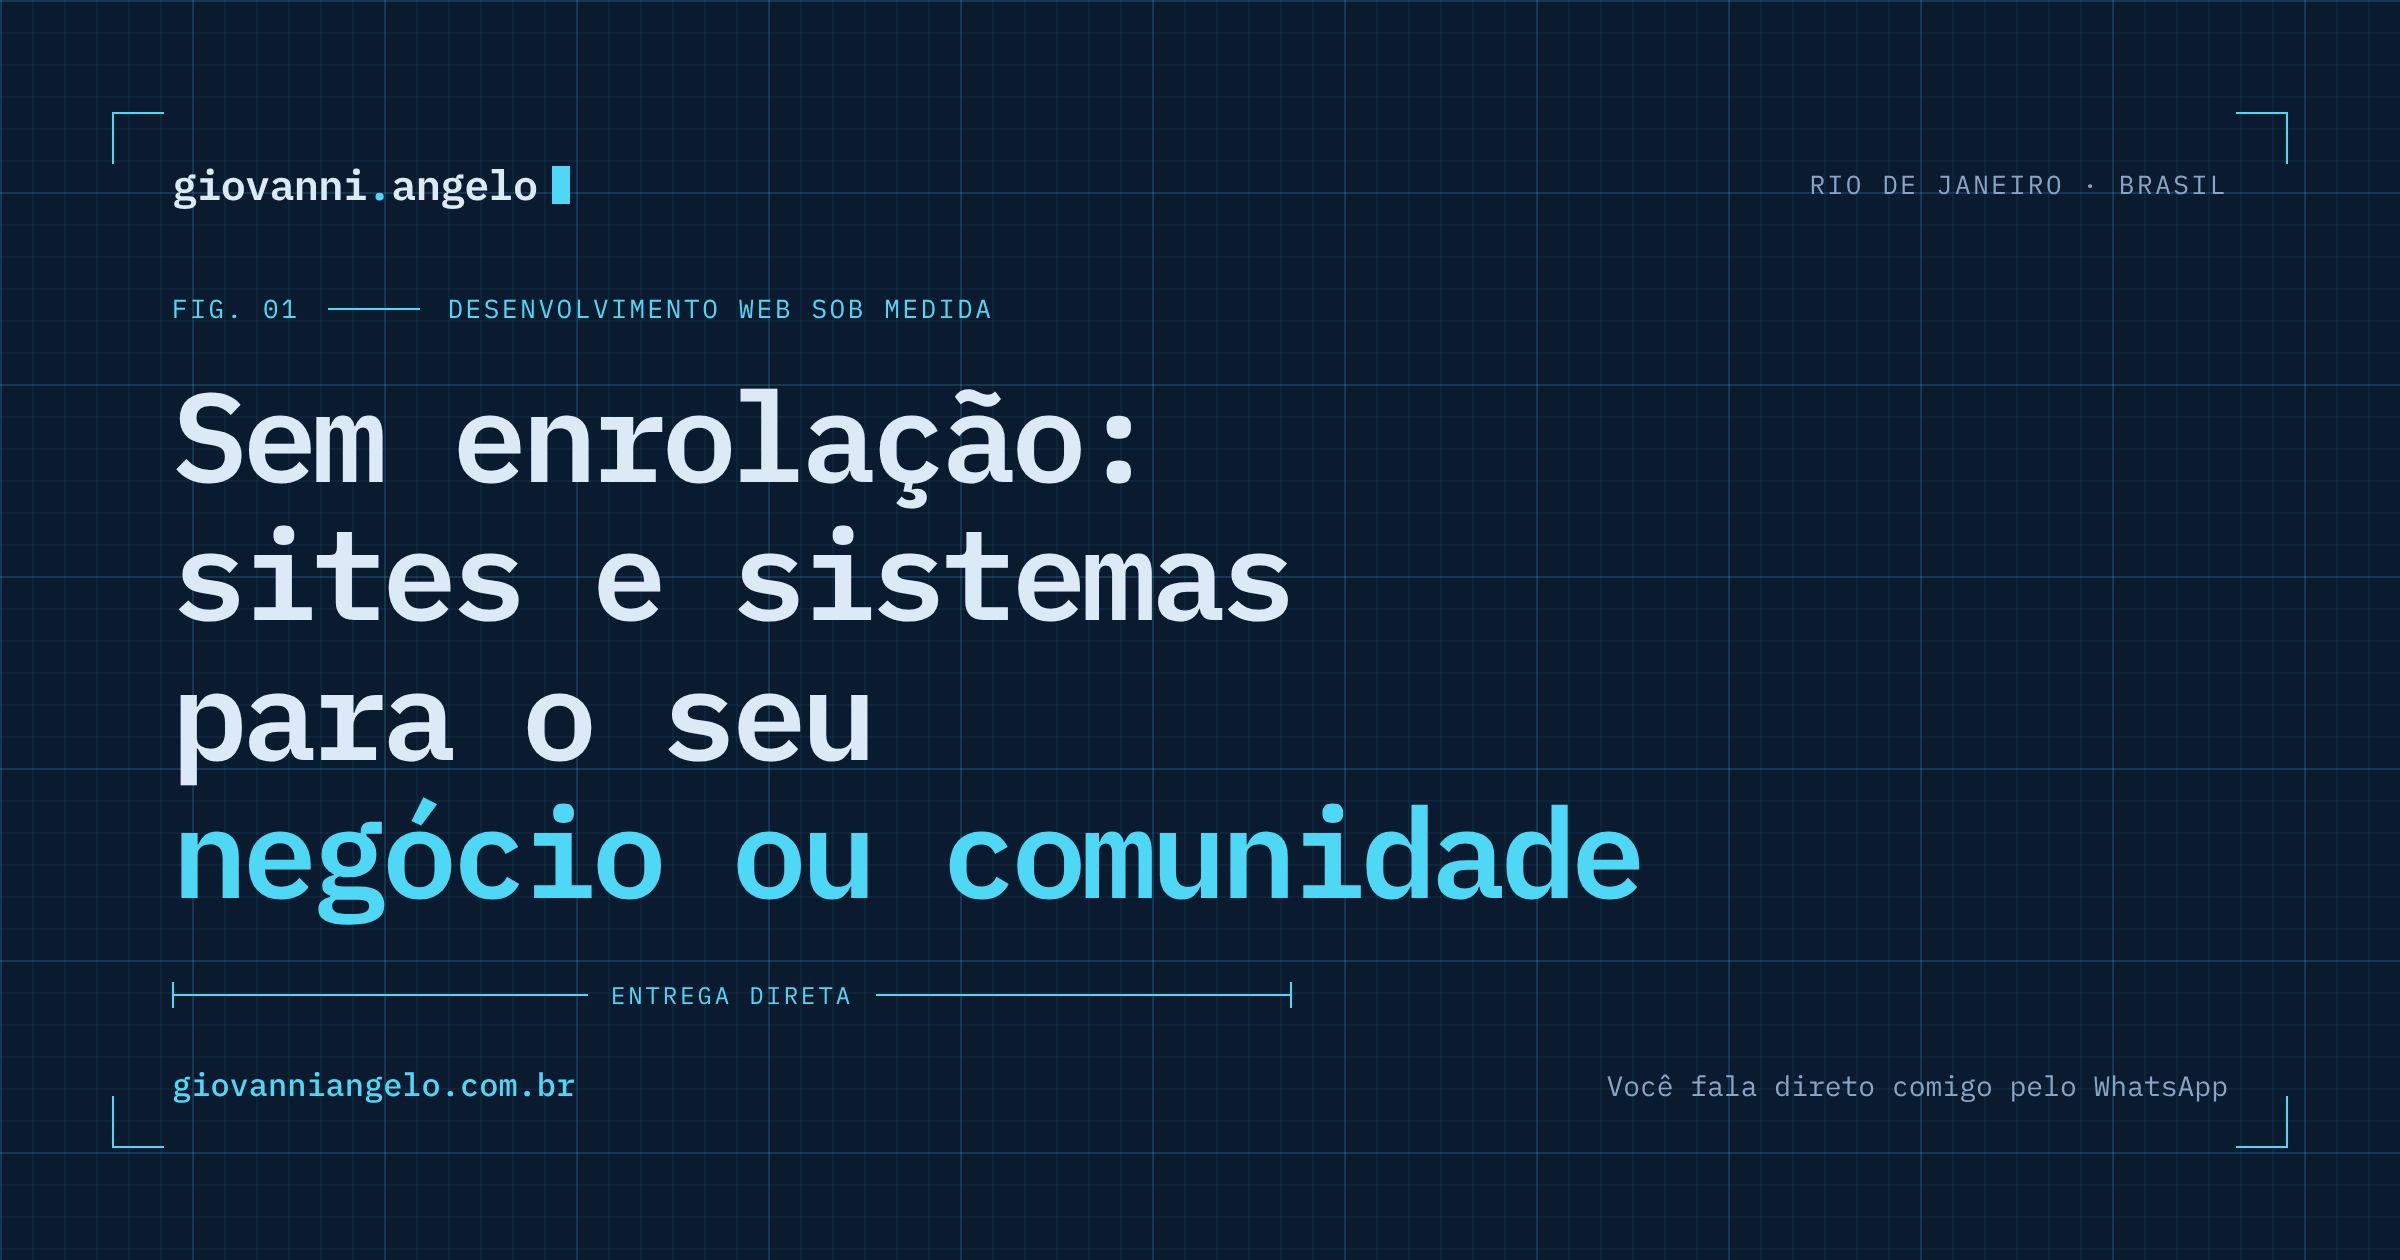 giovanni.angelo
RIO DE JANEIRO · BRASIL
FIG. 01 DESENVOLVIMENTO WEB SOB MEDIDA
Sem enrolação:
sites e sistemas
para o seu
negócio ou comunidade
ENTREGA DIRETA
giovanniangelo.com.br
Você fala direto comigo pelo WhatsApp